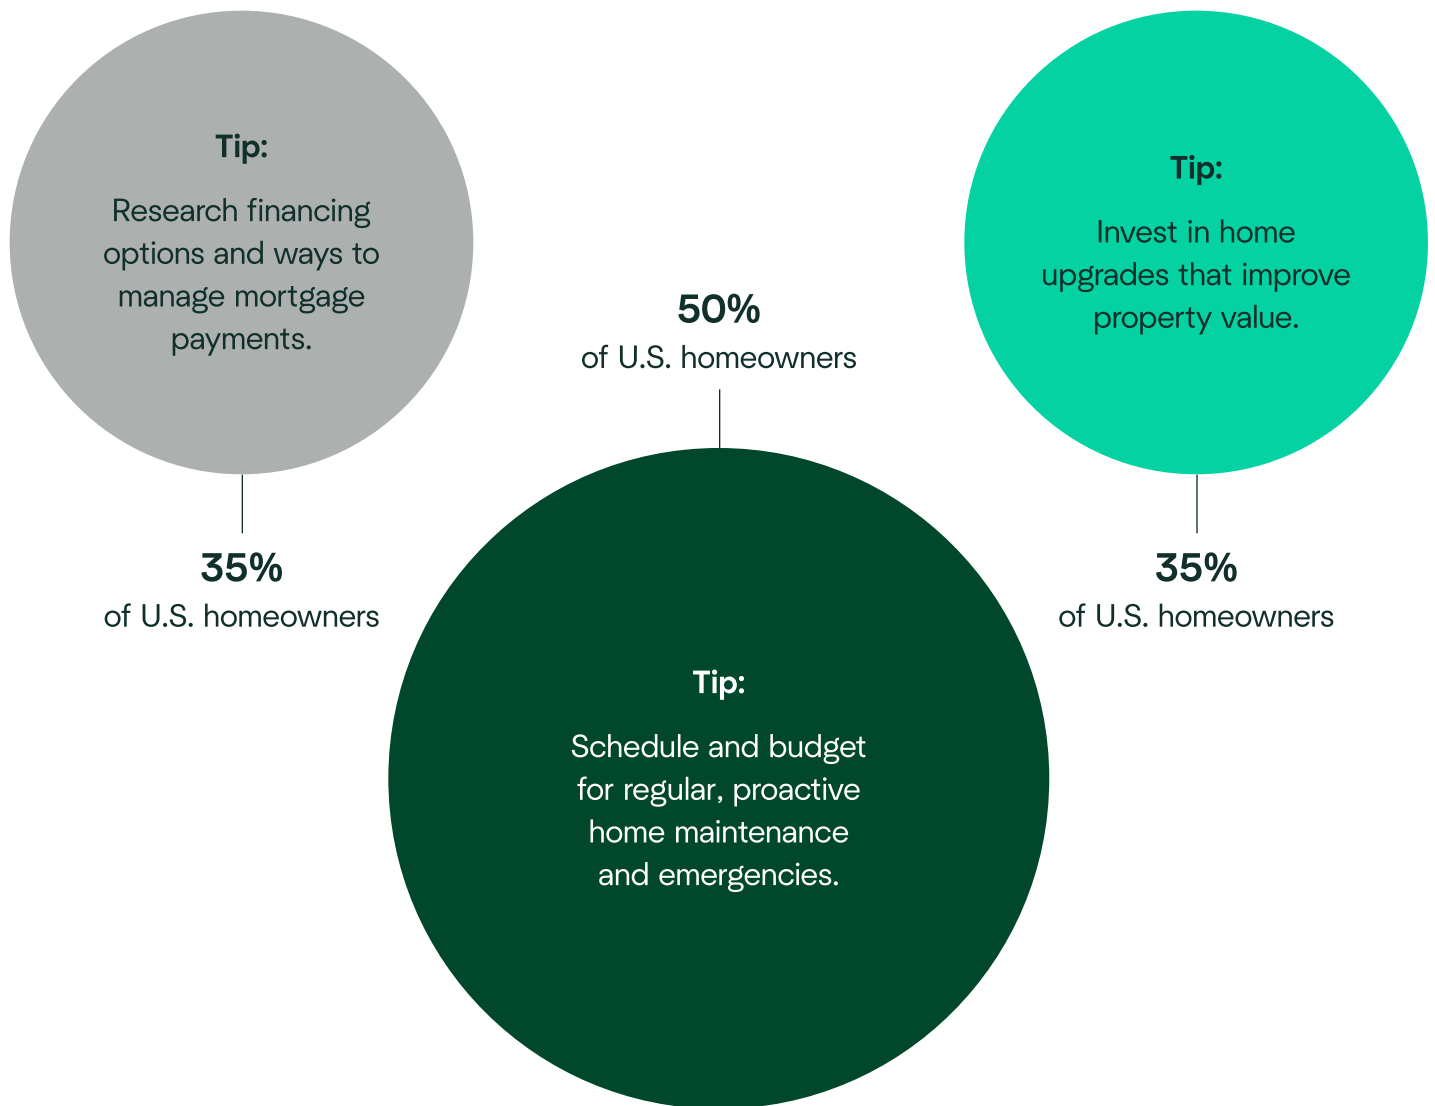 Tip:
Research financing
options and ways to
manage mortgage
payments.
35%
of U.S. homeowners
50%
of U.S. homeowners
Tip:
Schedule and budget
for regular, proactive
home maintenance
and emergencies.
Tip:
Invest in home
upgrades that improve
property value.
35%
of U.S. homeowners